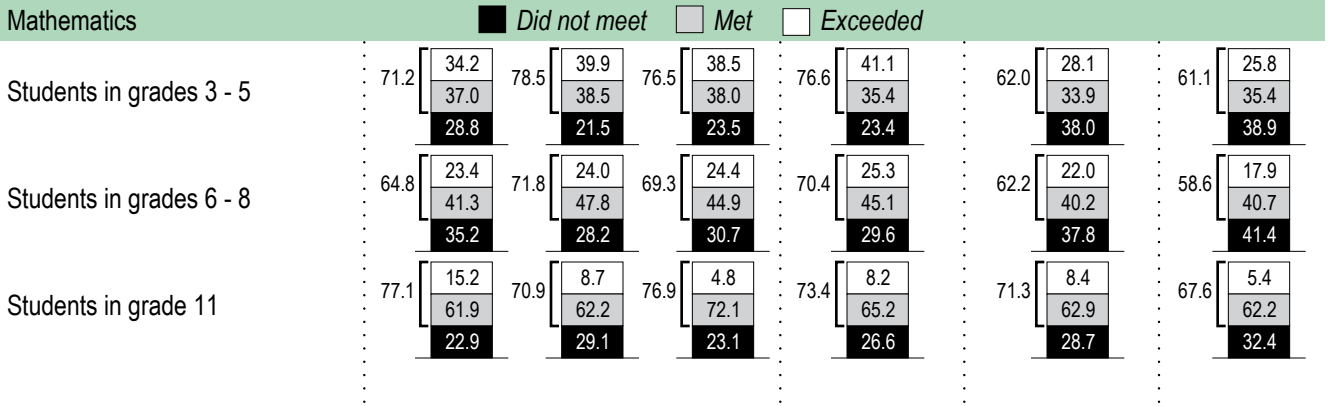 Mathematics Did not meet Met Exceeded
34.2 39.9 38.5 41.1 28.1 25.8
71.2 78.5 76.5 76.6 62.0 61.1
Students in grades 3 - 5 37.0 38.5 38.0 35.4 33.9 35.4
28.8 21.5 23.5 23.4 38.0 38.9
23.4 24.0 24.4 25.3 22.0 17.9
64.8 71.8 69.3 70.4 62.2 58.6
Students in grades 6 - 8 41.3 47.8 44.9 45.1 40.2 40.7
35.2 28.2 30.7 29.6 37.8 41.4
15.2 8.7 4.8 8.2 8.4 5.4
77.1 70.9 76.9 73.4 71.3 67.6
Students in grade 11 61.9 62.2 72.1 65.2 62.9 62.2
22.9 29.1 23.1 26.6 28.7 32.4